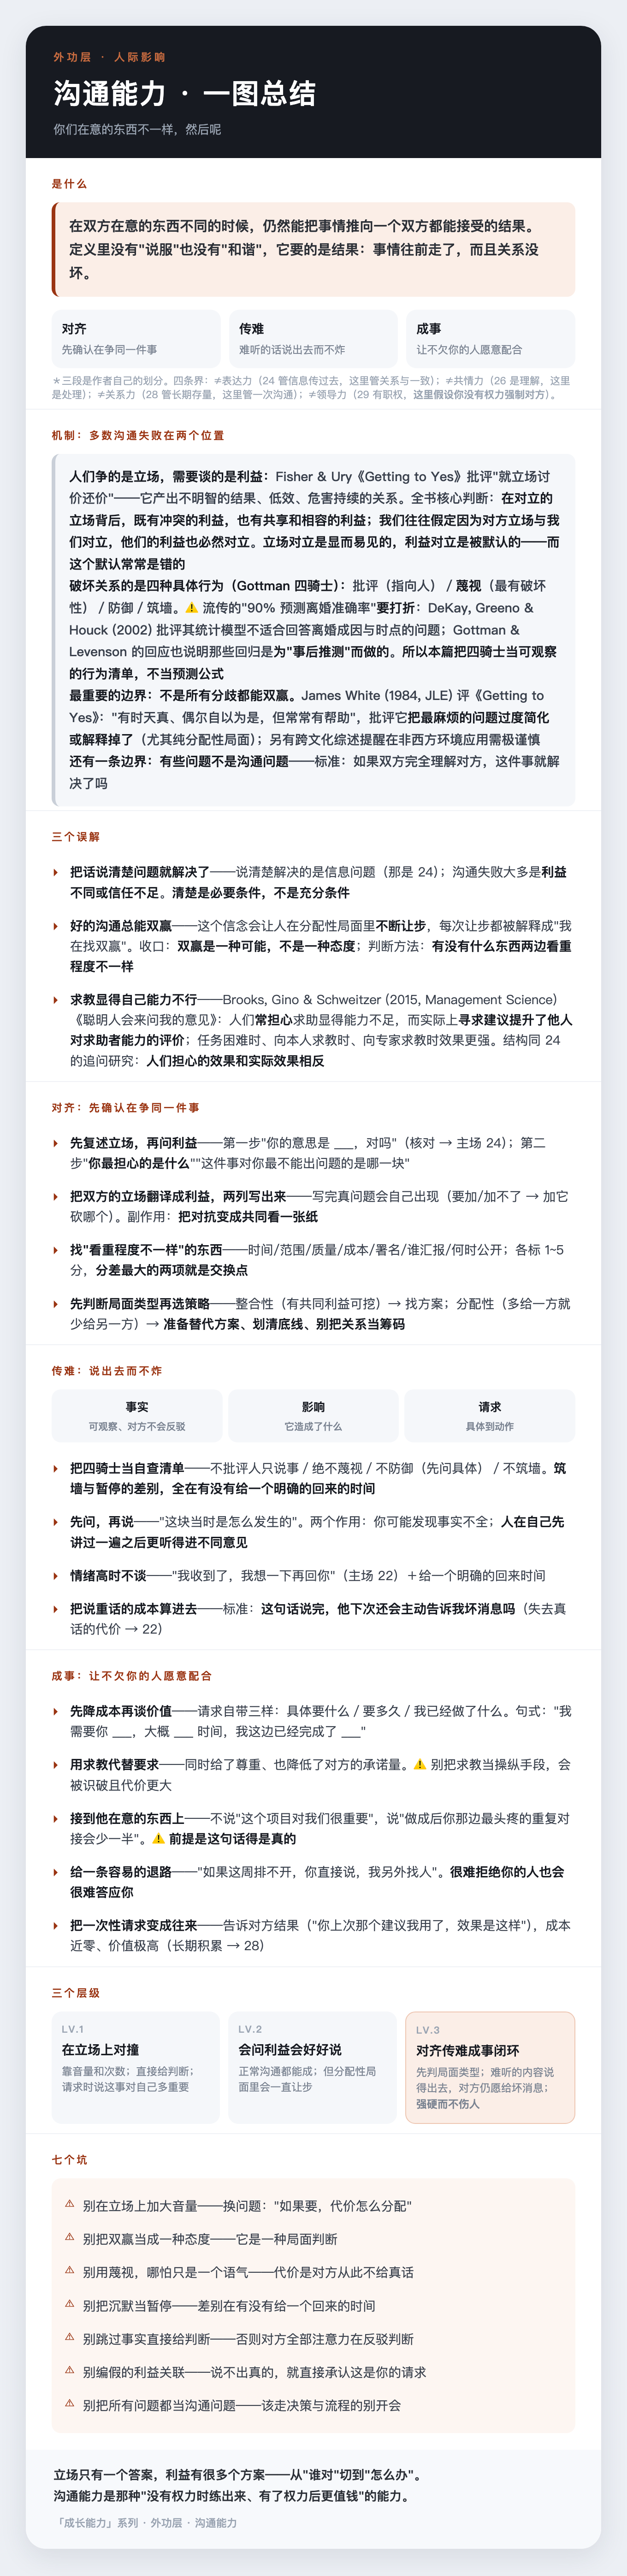 外功层 · 人际影响
沟通能力 · 一图总结
你们在意的东西不一样，然后呢
是什么
在双方在意的东西不同的时候，仍然能把事情推向一个双方都能接受的结果。
定义里没有"说服"也没有"和谐"，它要的是结果：事情往前走了，而且关系没
坏。
对齐
先确认在争同一件事
传难
难听的话说出去而不炸
成事
让不欠你的人愿意配合
＊三段是作者自己的划分。四条界：≠表达力（24 管信息传过去，这里管关系与一致）；≠共情力（26 是理解，这里
是处理）；≠关系力（28 管长期存量，这里管一次沟通）；≠领导力（29 有职权，这里假设你没有权力强制对方）。
机制：多数沟通失败在两个位置
人们争的是立场，需要谈的是利益：Fisher & Ury《Getting to Yes》批评"就立场讨
价还价"——它产出不明智的结果、低效、危害持续的关系。全书核心判断：在对立的
立场背后，既有冲突的利益，也有共享和相容的利益；我们往往假定因为对方立场与我
们对立，他们的利益也必然对立。立场对立是显而易见的，利益对立是被默认的——而
这个默认常常是错的
破坏关系的是四种具体行为（Gottman 四骑士）：批评（指向人） / 蔑视（最有破坏
性） / 防御 / 筑墙。⚠️ 流传的"90% 预测离婚准确率"要打折：DeKay, Greeno &
Houck (2002) 批评其统计模型不适合回答离婚成因与时点的问题；Gottman &
Levenson 的回应也说明那些回归是为"事后推测"而做的。所以本篇把四骑士当可观察
的行为清单，不当预测公式
最重要的边界：不是所有分歧都能双赢。James White (1984, JLE) 评《Getting to
Yes》："有时天真、偶尔自以为是，但常常有帮助"，批评它把最麻烦的问题过度简化
或解释掉了（尤其纯分配性局面）；另有跨文化综述提醒在非西方环境应用需极谨慎
还有一条边界：有些问题不是沟通问题——标准：如果双方完全理解对方，这件事就解
决了吗
三个误解
把话说清楚问题就解决了——说清楚解决的是信息问题（那是 24）；沟通失败大多是利益
不同或信任不足。清楚是必要条件，不是充分条件
好的沟通总能双赢——这个信念会让人在分配性局面里不断让步，每次让步都被解释成"我
在找双赢"。收口：双赢是一种可能，不是一种态度；判断方法：有没有什么东西两边看重
程度不一样
求教显得自己能力不行——Brooks, Gino & Schweitzer (2015, Management Science)
《聪明人会来问我的意见》：人们常担心求助显得能力不足，而实际上寻求建议提升了他人
对求助者能力的评价；任务困难时、向本人求教时、向专家求教时效果更强。结构同 24
的追问研究：人们担心的效果和实际效果相反
对齐：先确认在争同一件事
先复述立场，再问利益——第一步"你的意思是 ___，对吗"（核对 → 主场 24）；第二
步"你最担心的是什么""这件事对你最不能出问题的是哪一块"
把双方的立场翻译成利益，两列写出来——写完真问题会自己出现（要加/加不了 → 加它
砍哪个）。副作用：把对抗变成共同看一张纸
找"看重程度不一样"的东西——时间/范围/质量/成本/署名/谁汇报/何时公开；各标 1~5
分，分差最大的两项就是交换点
先判断局面类型再选策略——整合性（有共同利益可挖）→ 找方案；分配性（多给一方就
少给另一方）→ 准备替代方案、划清底线、别把关系当筹码
传难：说出去而不炸
事实
可观察、对方不会反驳
影响
它造成了什么
请求
具体到动作
把四骑士当自查清单——不批评人只说事 / 绝不蔑视 / 不防御（先问具体） / 不筑墙。筑
墙与暂停的差别，全在有没有给一个明确的回来的时间
先问，再说——"这块当时是怎么发生的"。两个作用：你可能发现事实不全；人在自己先
讲过一遍之后更听得进不同意见
情绪高时不谈——"我收到了，我想一下再回你"（主场 22）＋给一个明确的回来时间
把说重话的成本算进去——标准：这句话说完，他下次还会主动告诉我坏消息吗（失去真
话的代价 → 22）
成事：让不欠你的人愿意配合
先降成本再谈价值——请求自带三样：具体要什么 / 要多久 / 我已经做了什么。句式："我
需要你 ___，大概 ___ 时间，我这边已经完成了 ___"
用求教代替要求——同时给了尊重、也降低了对方的承诺量。⚠️ 别把求教当操纵手段，会
被识破且代价更大
接到他在意的东西上——不说"这个项目对我们很重要"，说"做成后你那边最头疼的重复对
接会少一半"。⚠️ 前提是这句话得是真的
给一条容易的退路——"如果这周排不开，你直接说，我另外找人"。很难拒绝你的人也会
很难答应你
把一次性请求变成往来——告诉对方结果（"你上次那个建议我用了，效果是这样"），成本
近零、价值极高（长期积累 → 28）
三个层级
LV.1
在立场上对撞
靠音量和次数；直接给判断；
请求时说这事对自己多重要
LV.2
会问利益会好好说
正常沟通都能成；但分配性局
面里会一直让步
LV.3
对齐传难成事闭环
先判局面类型；难听的内容说
得出去，对方仍愿给坏消息；
强硬而不伤人
七个坑
⚠ 别在立场上加大音量——换问题："如果要，代价怎么分配"
⚠ 别把双赢当成一种态度——它是一种局面判断
⚠ 别用蔑视，哪怕只是一个语气——代价是对方从此不给真话
⚠ 别把沉默当暂停——差别在有没有给一个回来的时间
⚠ 别跳过事实直接给判断——否则对方全部注意力在反驳判断
⚠ 别编假的利益关联——说不出真的，就直接承认这是你的请求
⚠ 别把所有问题都当沟通问题——该走决策与流程的别开会
立场只有一个答案，利益有很多个方案——从"谁对"切到"怎么办"。
沟通能力是那种"没有权力时练出来、有了权力后更值钱"的能力。
「成长能力」系列 · 外功层 · 沟通能力